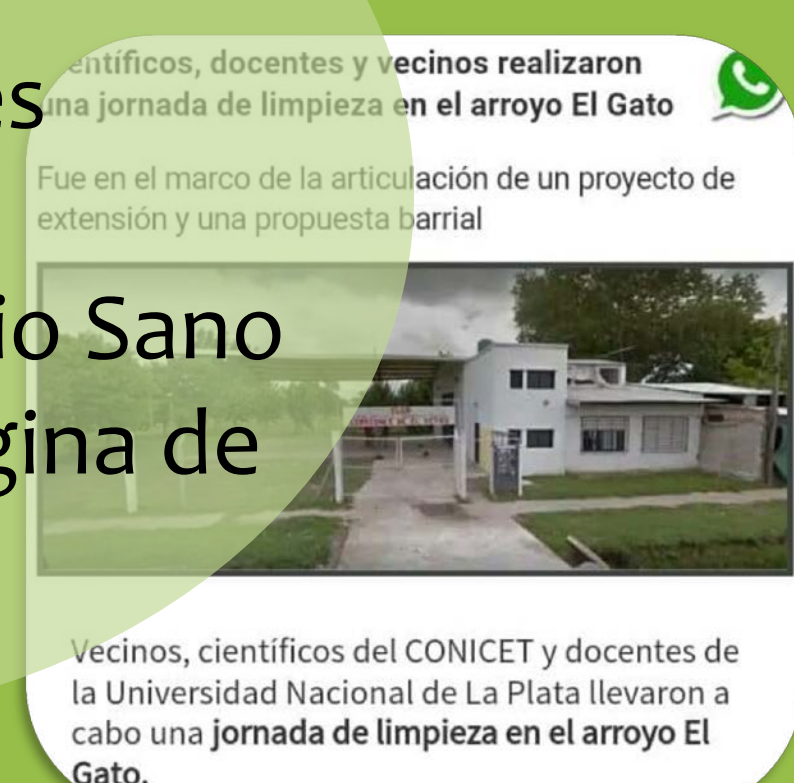 es
io Sano
gina de
entíficos, docentes y vecinos realizaron
una jornada de limpieza en el arroyo El Gato
Fue en el marco de la articulación de un proyecto de
extensión y una propuesta barrial
Vecinos, científicos del CONICET y docentes de
la Universidad Nacional de La Plata llevaron a
cabo una jornada de limpieza en el arroyo El
Gato.